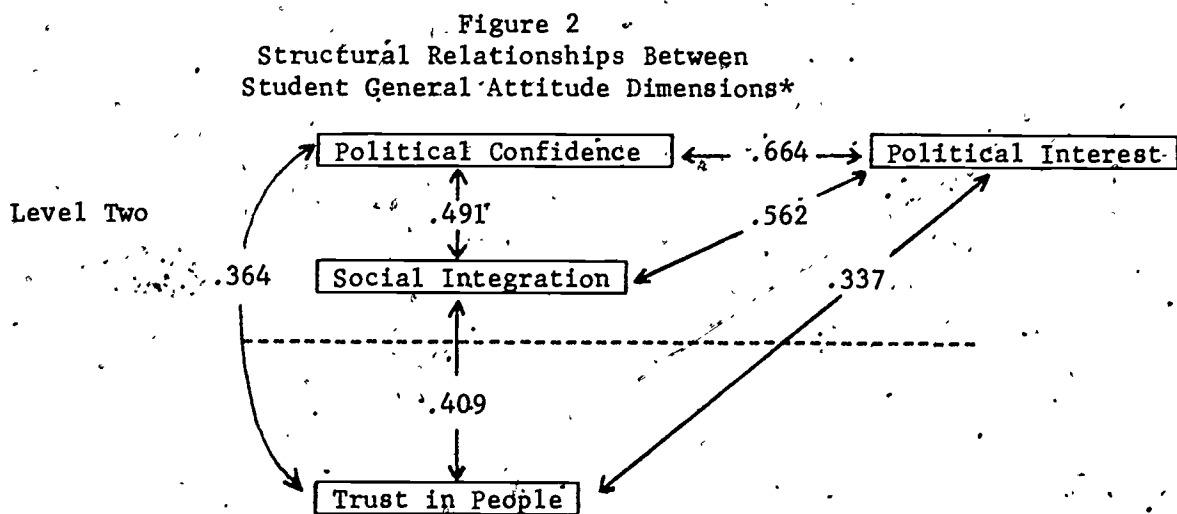 Figure 2
Structural Relationships Between
Student General Attitude Dimensions*
Political Confidence .664 Political Interest
Level Two .491 .562
.364 Social Integration .337
.409
Trust in People